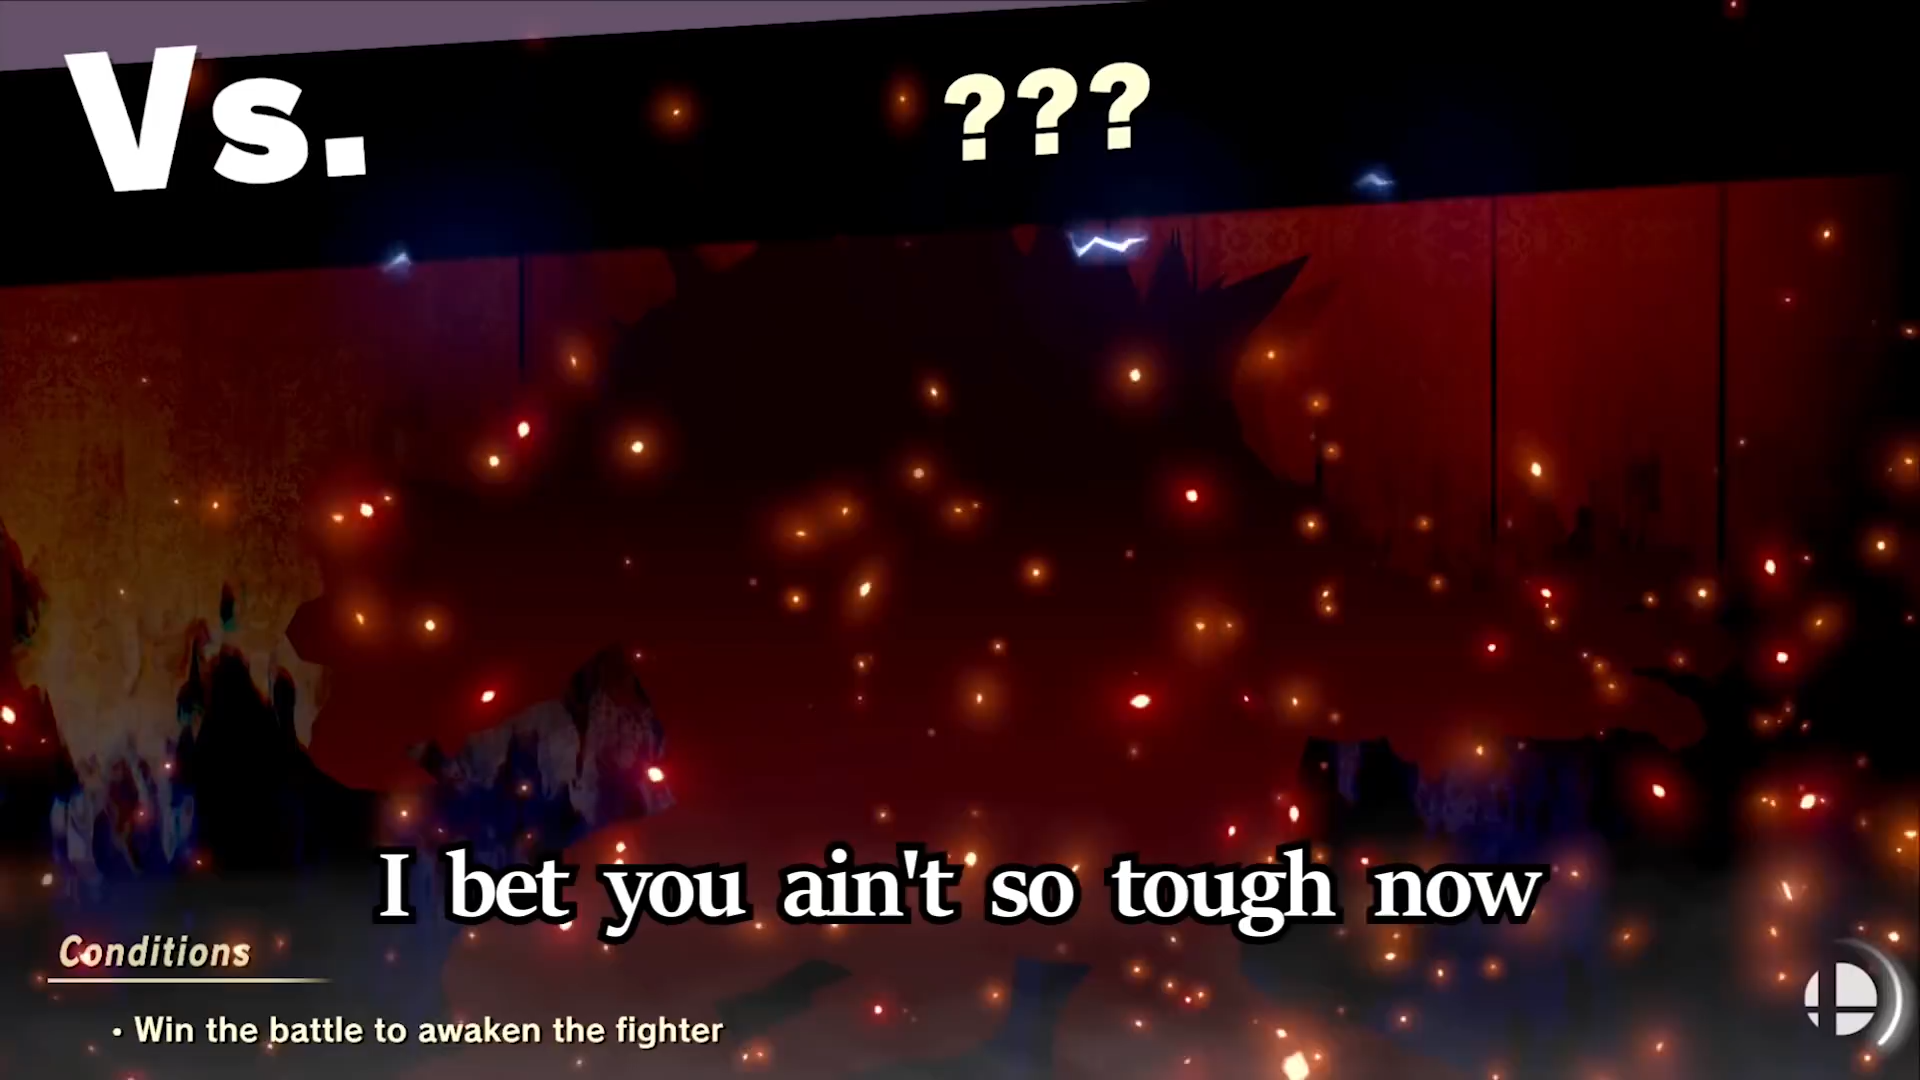 Vs. ???
I bet you ain't so tough now
Conditions
· Win the battle to awaken the fighter